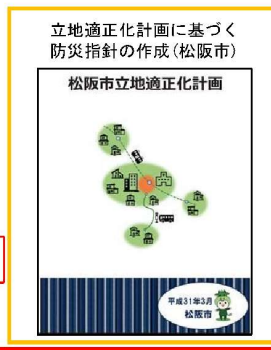 立地適正化計画に基づく
防災指針の作成(松阪市)
松阪市立地適正化計画
平成31年3月
松阪市